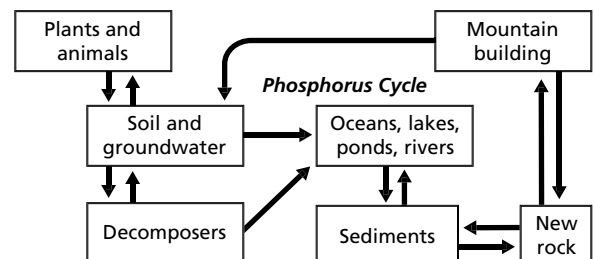 Plants and
animals
Mountain
building
Phosphorus Cycle
Soil and
groundwater
Oceans, lakes,
ponds, rivers
Decomposers
Sediments
New
rock